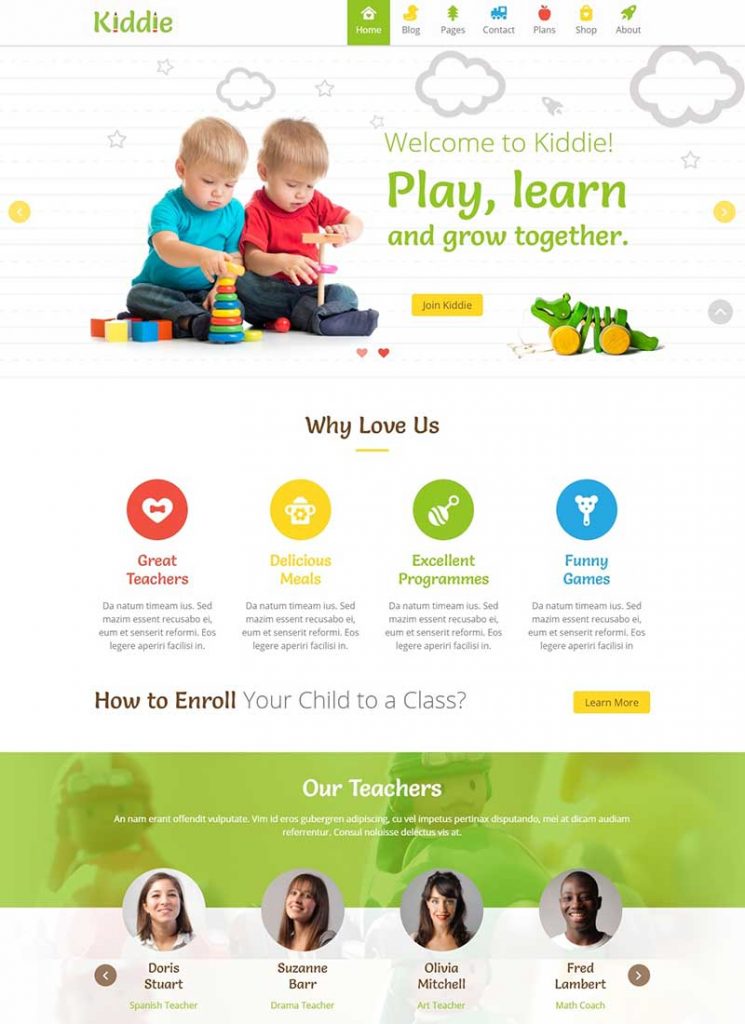 Kiddie
Home Blog Pages Contact Plans Shop About
Welcome to Kiddie!
Play, learn
and grow together.
Join Kiddie
Why Love Us
Great
Teachers
Da natum timeam ius. Sed
mazim essent recusabo ei,
eum et senserit reformi. Eos
legere aperiri facilisi in.
Delicious
Meals
Da natum timeam ius. Sed
mazim essent recusabo ei,
eum et senserit reformi. Eos
legere aperiri facilisi in.
Excellent
Programmes
Da natum timeam ius. Sed
mazim essent recusabo ei,
eum et senserit reformi. Eos
legere aperiri facilisi in.
Funny
Games
Da natum timeam ius. Sed
mazim essent recusabo ei,
eum et senserit reformi. Eos
legere aperiri facilisi in
How to Enroll Your Child to a Class?
Learn More
Our Teachers
An nam erant offendit vulputate. Vim id eros gubergren adipiscing, cu vel impetus pertinax disputando, mel at dicam audiam
referrentur. Consul noluisse delectus vis at.
Doris
Stuart
Spanish Teacher
Suzanne
Barr
Drama Teacher
Olivia
Mitchell
Art Teacher
Fred
Lambert
Math Coach